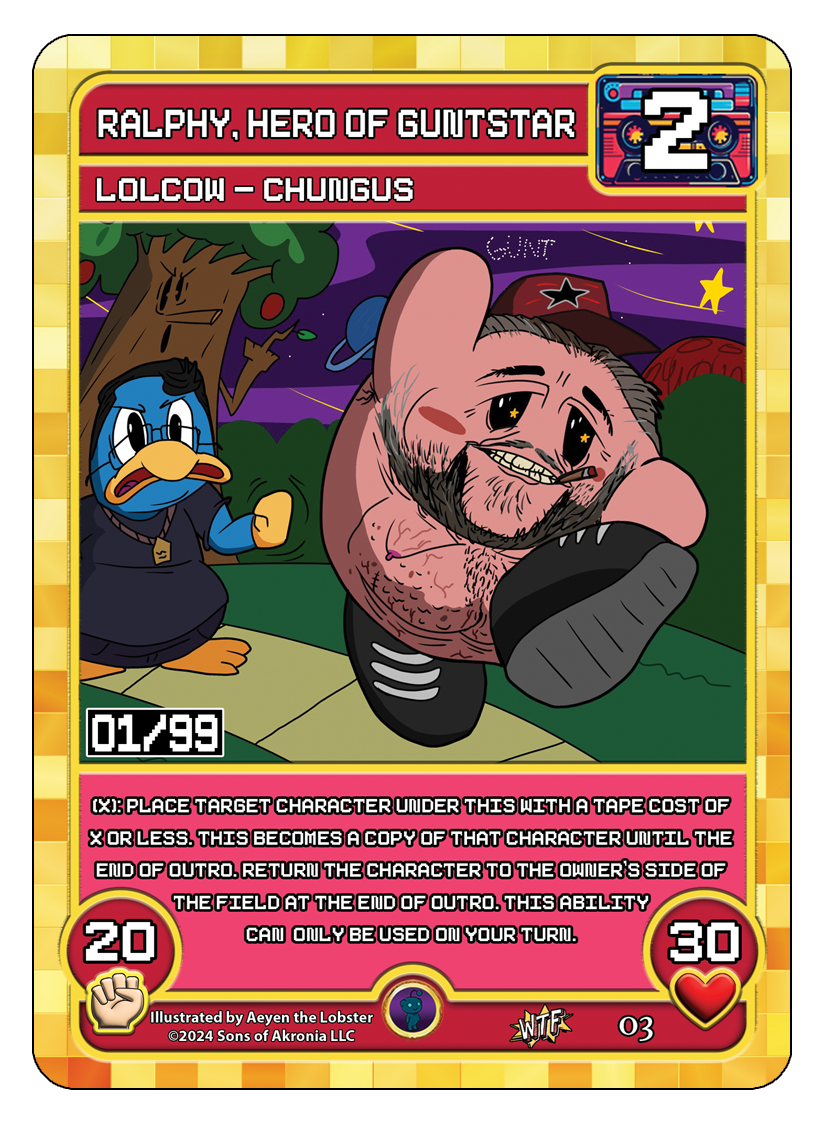 RALPHY, HERO OF GUNTSTAR
2
LOLCOW – CHUNGUS
GUNT
01/99
(X): PLACE TARGET CHARACTER UNDER THIS WITH A TAPE COST OF
X OR LESS. THIS BECOMES A COPY OF THAT CHARACTER UNTIL THE
END OF OUTRO. RETURN THE CHARACTER TO THE OWNER'S SIDE OF
THE FIELD AT THE END OF OUTRO. THIS ABILITY
CAN ONLY BE USED ON YOUR TURN.
20
30
Illustrated by Aeyen the Lobster
©2024 Sons of Akronia LLC
WTF
03